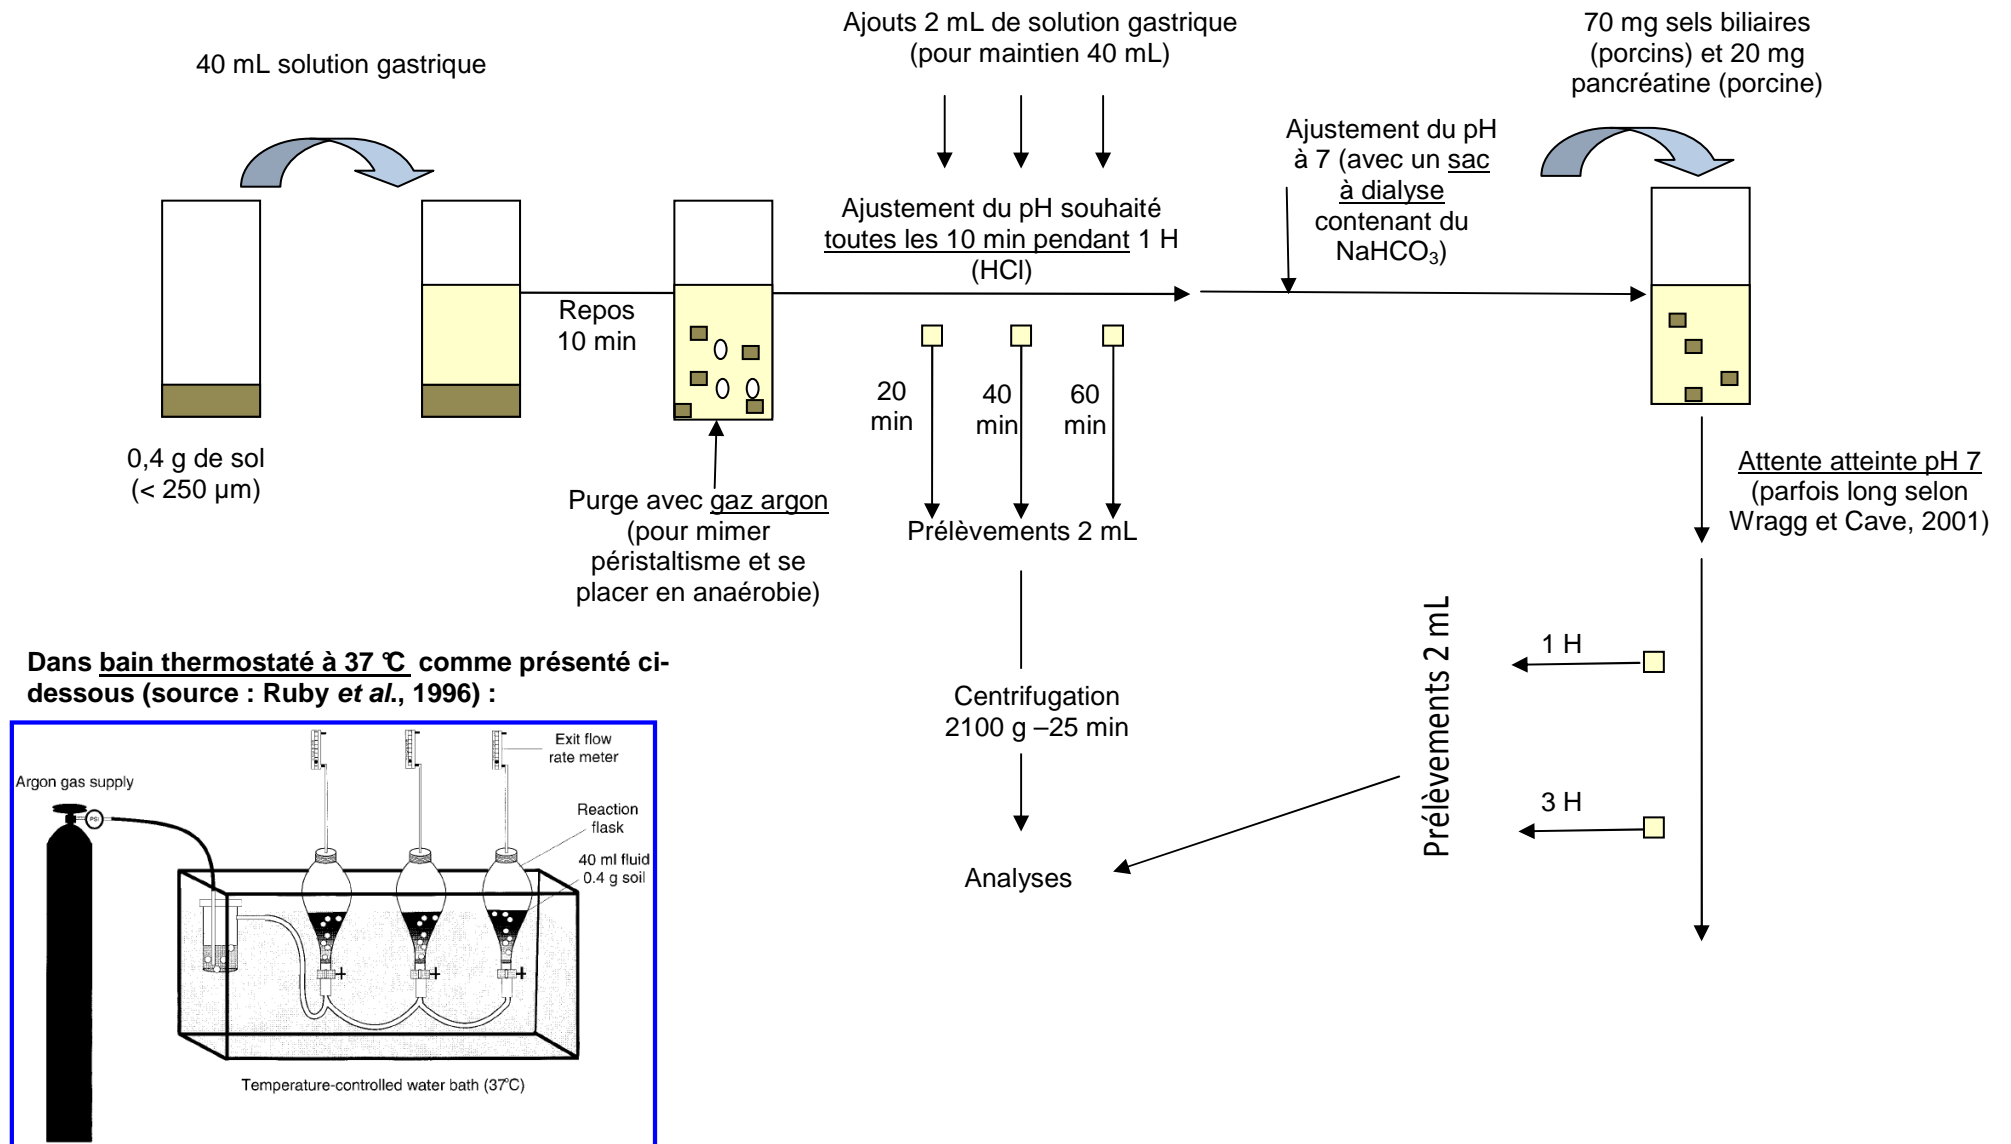 40 mL solution gastrique
Ajouts 2 mL de solution gastrique
(pour maintien 40 mL)
70 mg sels biliaires
(porcins) et 20 mg
pancréatine (porcine)
Ajustement du pH
à 7 (avec un sac
à dialyse
contenant du
NaHCO₃)
Ajustement du pH souhaité
toutes les 10 min pendant 1 H
(HCl)
Repos
10 min
20
min
40
min
60
min
0,4 g de sol
(< 250 µm)
Purge avec gaz argon
(pour mimer
péristaltisme et se
placer en anaérobie)
Prélèvements 2 mL
Attente atteinte pH 7
(parfois long selon
Wragg et Cave, 2001)
Centrifugation
2100 g –25 min
Prélèvements 2 mL
1 H
3 H
Analyses
Dans bain thermostaté à 37 °C comme présenté ci-
dessous (source : Ruby et al., 1996) :
Exit flow
rate meter
Argon gas supply
PSI
Reaction
flask
40 ml fluid
0.4 g soil
Temperature-controlled water bath (37°C)